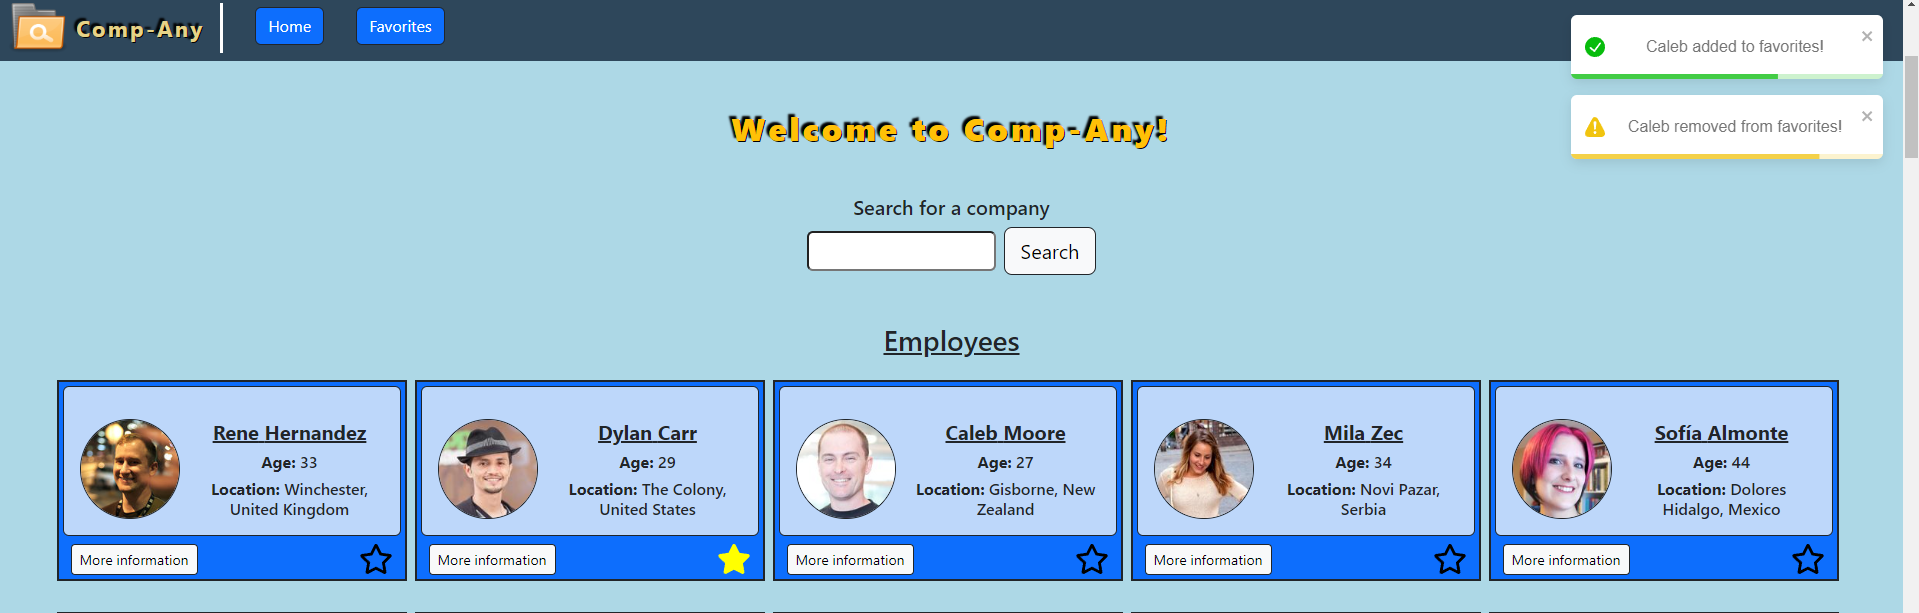 Comp-Any
Home
Favorites
Caleb added to favorites!
Caleb removed from favorites!
Welcome to Comp-Any!
Search for a company
Search
Employees
Rene Hernandez
Age: 33
Location: Winchester,
United Kingdom
More information
Dylan Carr
Age: 29
Location: The Colony,
United States
More information
Caleb Moore
Age: 27
Location: Gisborne, New
Zealand
More information
Mila Zec
Age: 34
Location: Novi Pazar,
Serbia
More information
Sofía Almonte
Age: 44
Location: Dolores
Hidalgo, Mexico
More information